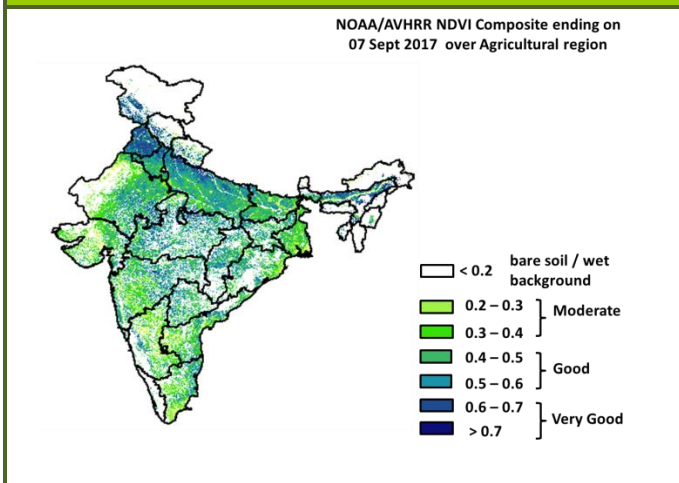 NOAA/AVHRR NDVI Composite ending on
07 Sept 2017 over Agricultural region
< 0.2 bare soil / wet
background
0.2 – 0.3
Moderate
0.3 – 0.4
0.4 – 0.5
Good
0.5 – 0.6
0.6 – 0.7
Very Good
> 0.7